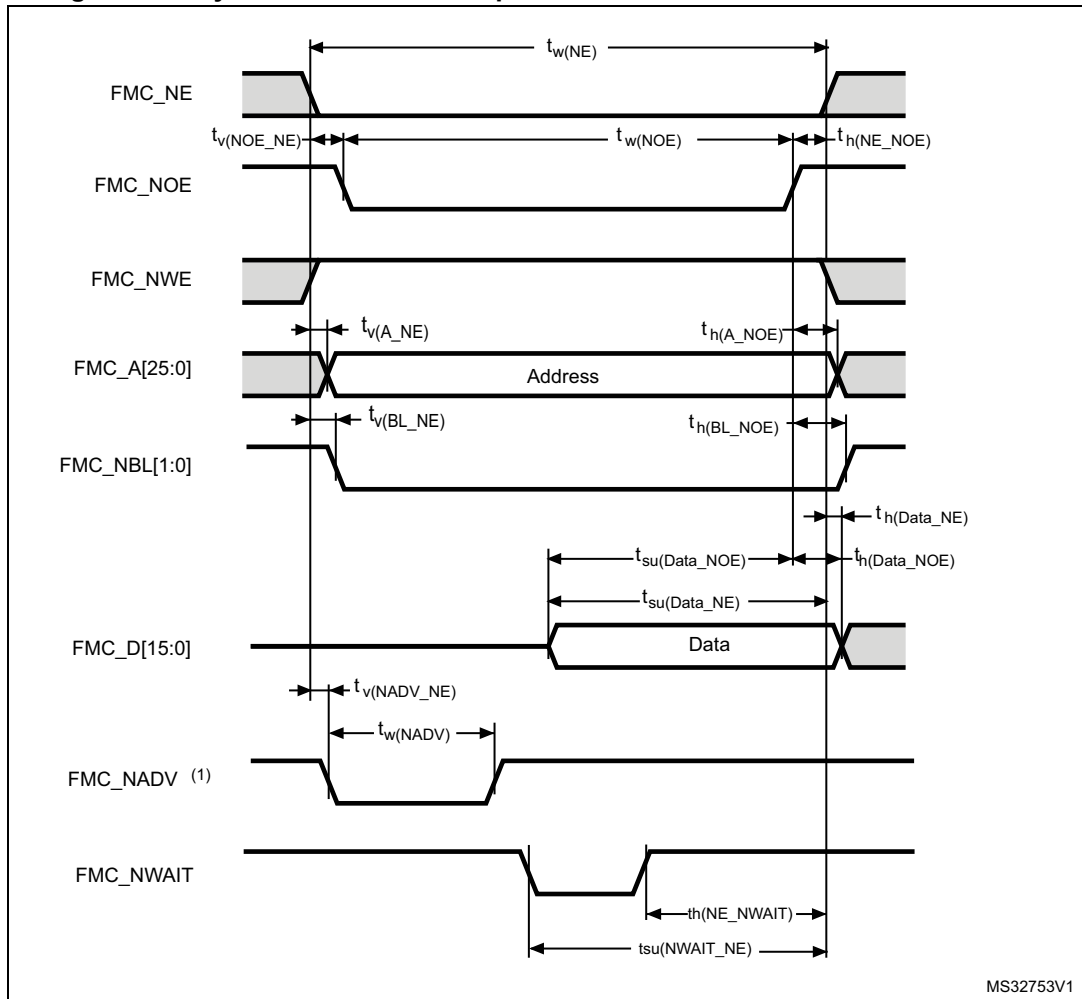 tw(NE)
FMC_NE
tv(NOE_NE)
tw(NOE)
th(NE_NOE)
FMC_NOE
FMC_NWE
tv(A_NE)
th(A_NOE)
FMC_A[25:0]
Address
tv(BL_NE)
th(BL_NOE)
FMC_NBL[1:0]
th(Data_NE)
tsu(Data_NOE)
th(Data_NOE)
tsu(Data_NE)
FMC_D[15:0]
Data
tv(NADV_NE)
tw(NADV)
FMC_NADV (1)
FMC_NWAIT
th(NE_NWAIT)
tsu(NWAIT_NE)
MS32753V1